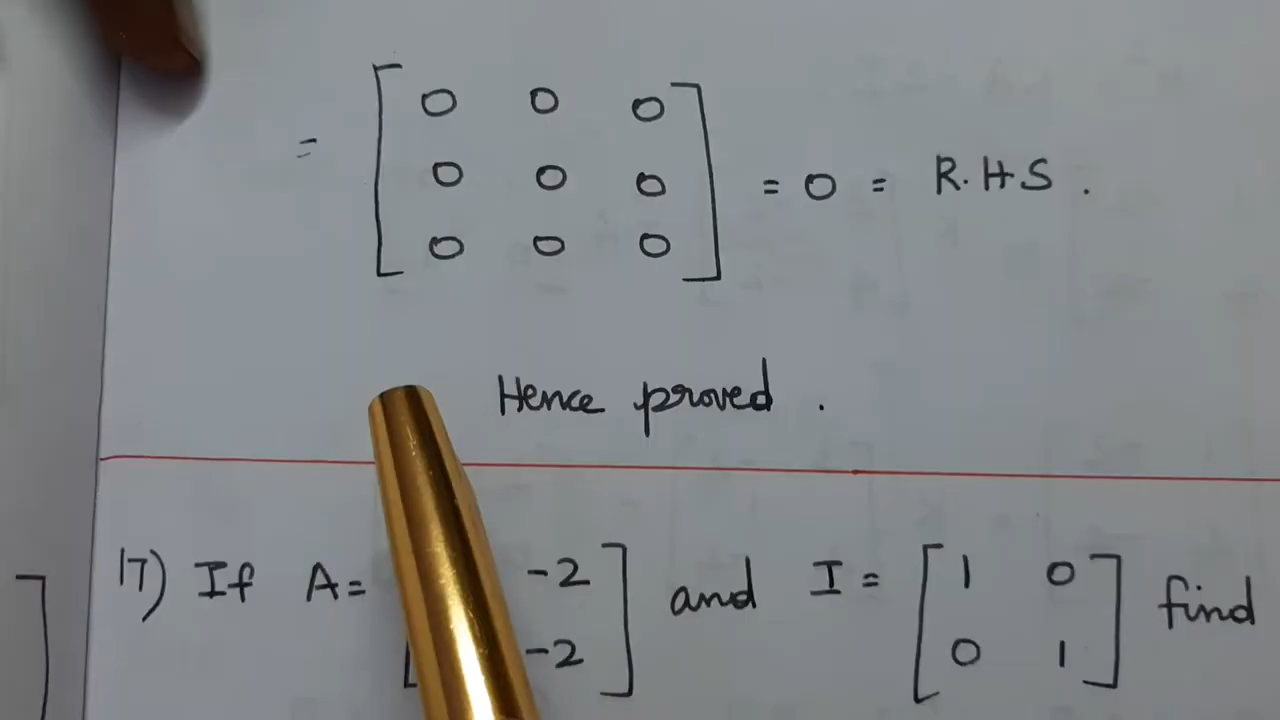 = [ 0 0 0
0 0 0
0 0 0 ] = 0 = R.H.S.
Hence proved.
17) If A = [ -2
-2 ] and I = [ 1 0
0 1 ] find